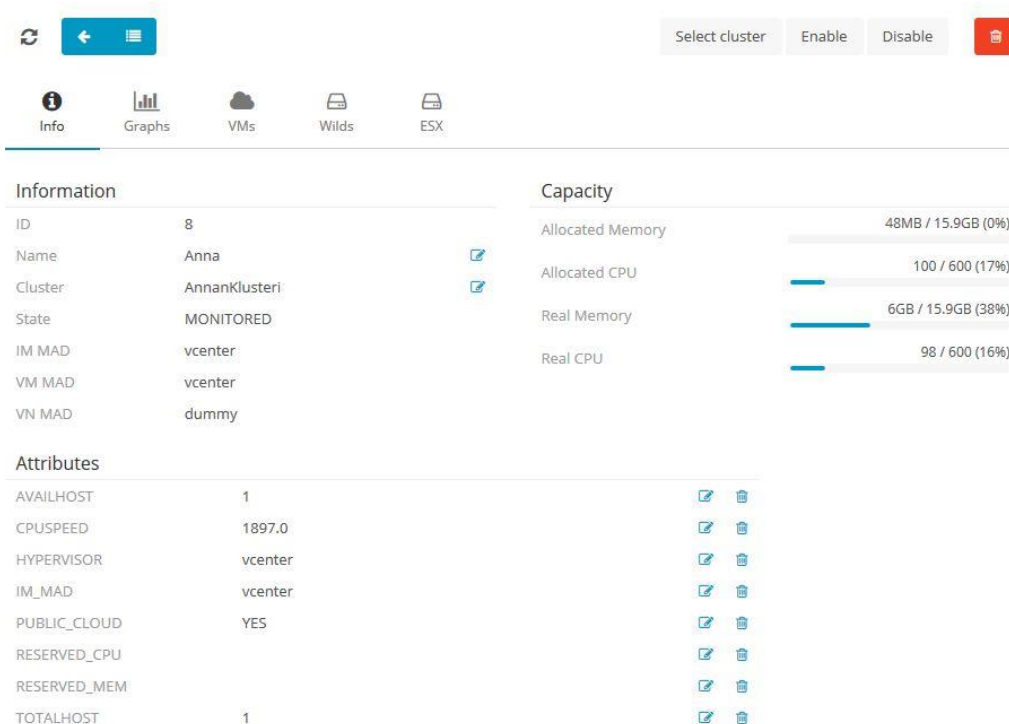 Select cluster Enable Disable
Info Graphs VMs Wilds ESX
Information
ID 8
Name Anna
Cluster AnnanKlusteri
State MONITORED
IM MAD vcenter
VM MAD vcenter
VN MAD dummy
Capacity
Allocated Memory 48MB / 15.9GB (0%)
Allocated CPU 100 / 600 (17%)
Real Memory 6GB / 15.9GB (38%)
Real CPU 98 / 600 (16%)
Attributes
AVAILHOST 1
CPUSPEED 1897.0
HYPERVISOR vcenter
IM_MAD vcenter
PUBLIC_CLOUD YES
RESERVED_CPU
RESERVED_MEM
TOTALHOST 1